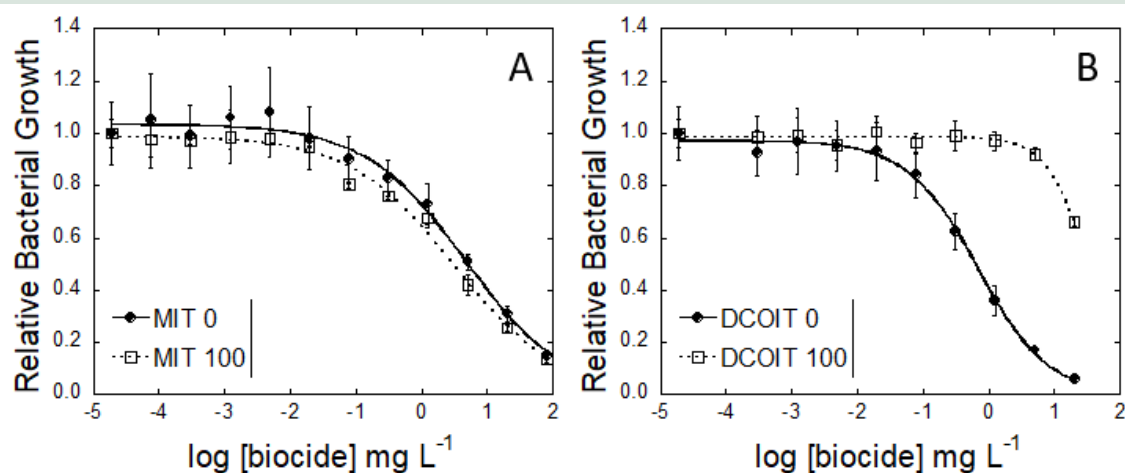 Relative Bacterial Growth
1.4
1.2
1.0
0.8
0.6
0.4
0.2
0.0
A
MIT 0
MIT 100
-5 -4 -3 -2 -1 0 1 2
log [biocide] mg L-1
Relative Bacterial Growth
1.4
1.2
1.0
0.8
0.6
0.4
0.2
0.0
B
DCOIT 0
DCOIT 100
-5 -4 -3 -2 -1 0 1 2
log [biocide] mg L-1